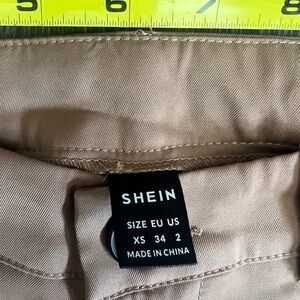 5 6 7 8
SHEIN
SIZE EU US
XS 34 2
MADE IN CHINA